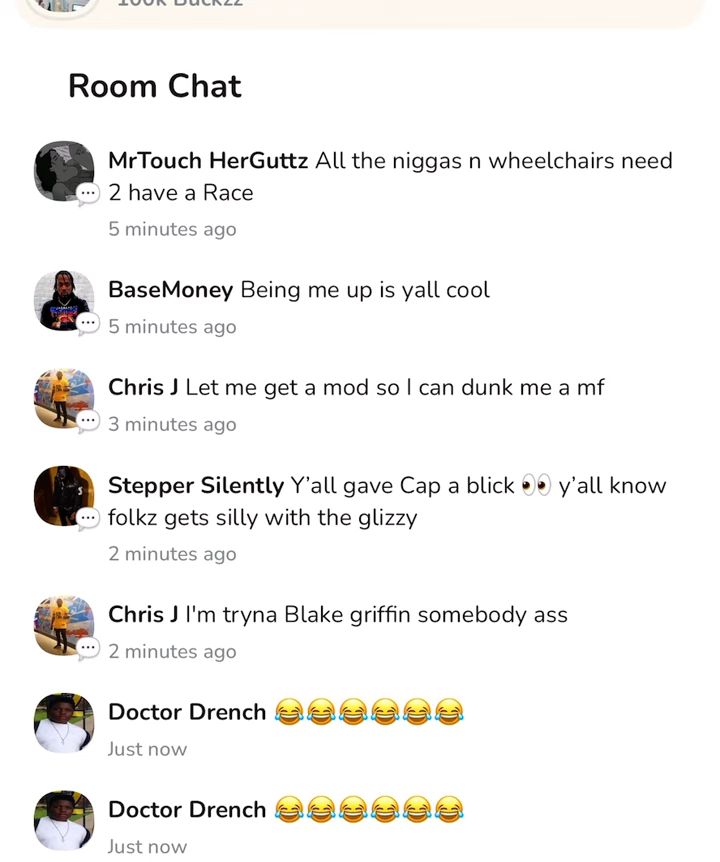 100k Buckzz
Room Chat
MrTouch HerGuttz All the niggas n wheelchairs need
2 have a Race
5 minutes ago
BaseMoney Being me up is yall cool
5 minutes ago
Chris J Let me get a mod so I can dunk me a mf
3 minutes ago
Stepper Silently Y’all gave Cap a blick 👀 y’all know
folkz gets silly with the glizzy
2 minutes ago
Chris J I'm tryna Blake griffin somebody ass
2 minutes ago
Doctor Drench 😂😂😂😂😂😂
Just now
Doctor Drench 😂😂😂😂😂😂
Just now